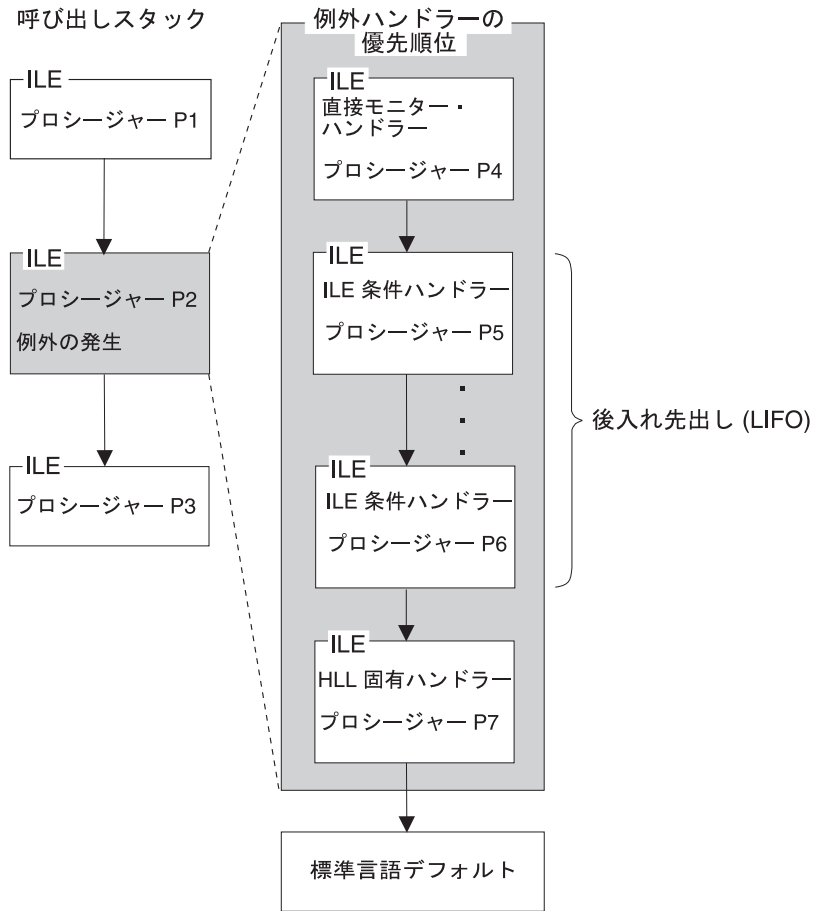 呼び出しスタック
ILE
プロシージャー P1
ILE
プロシージャー P2
例外の発生
ILE
プロシージャー P3
例外ハンドラーの
優先順位
ILE
直接モニター・
ハンドラー
プロシージャー P4
ILE
ILE 条件ハンドラー
プロシージャー P5
ILE
ILE 条件ハンドラー
プロシージャー P6
後入れ先出し (LIFO)
ILE
HLL 固有ハンドラー
プロシージャー P7
標準言語デフォルト